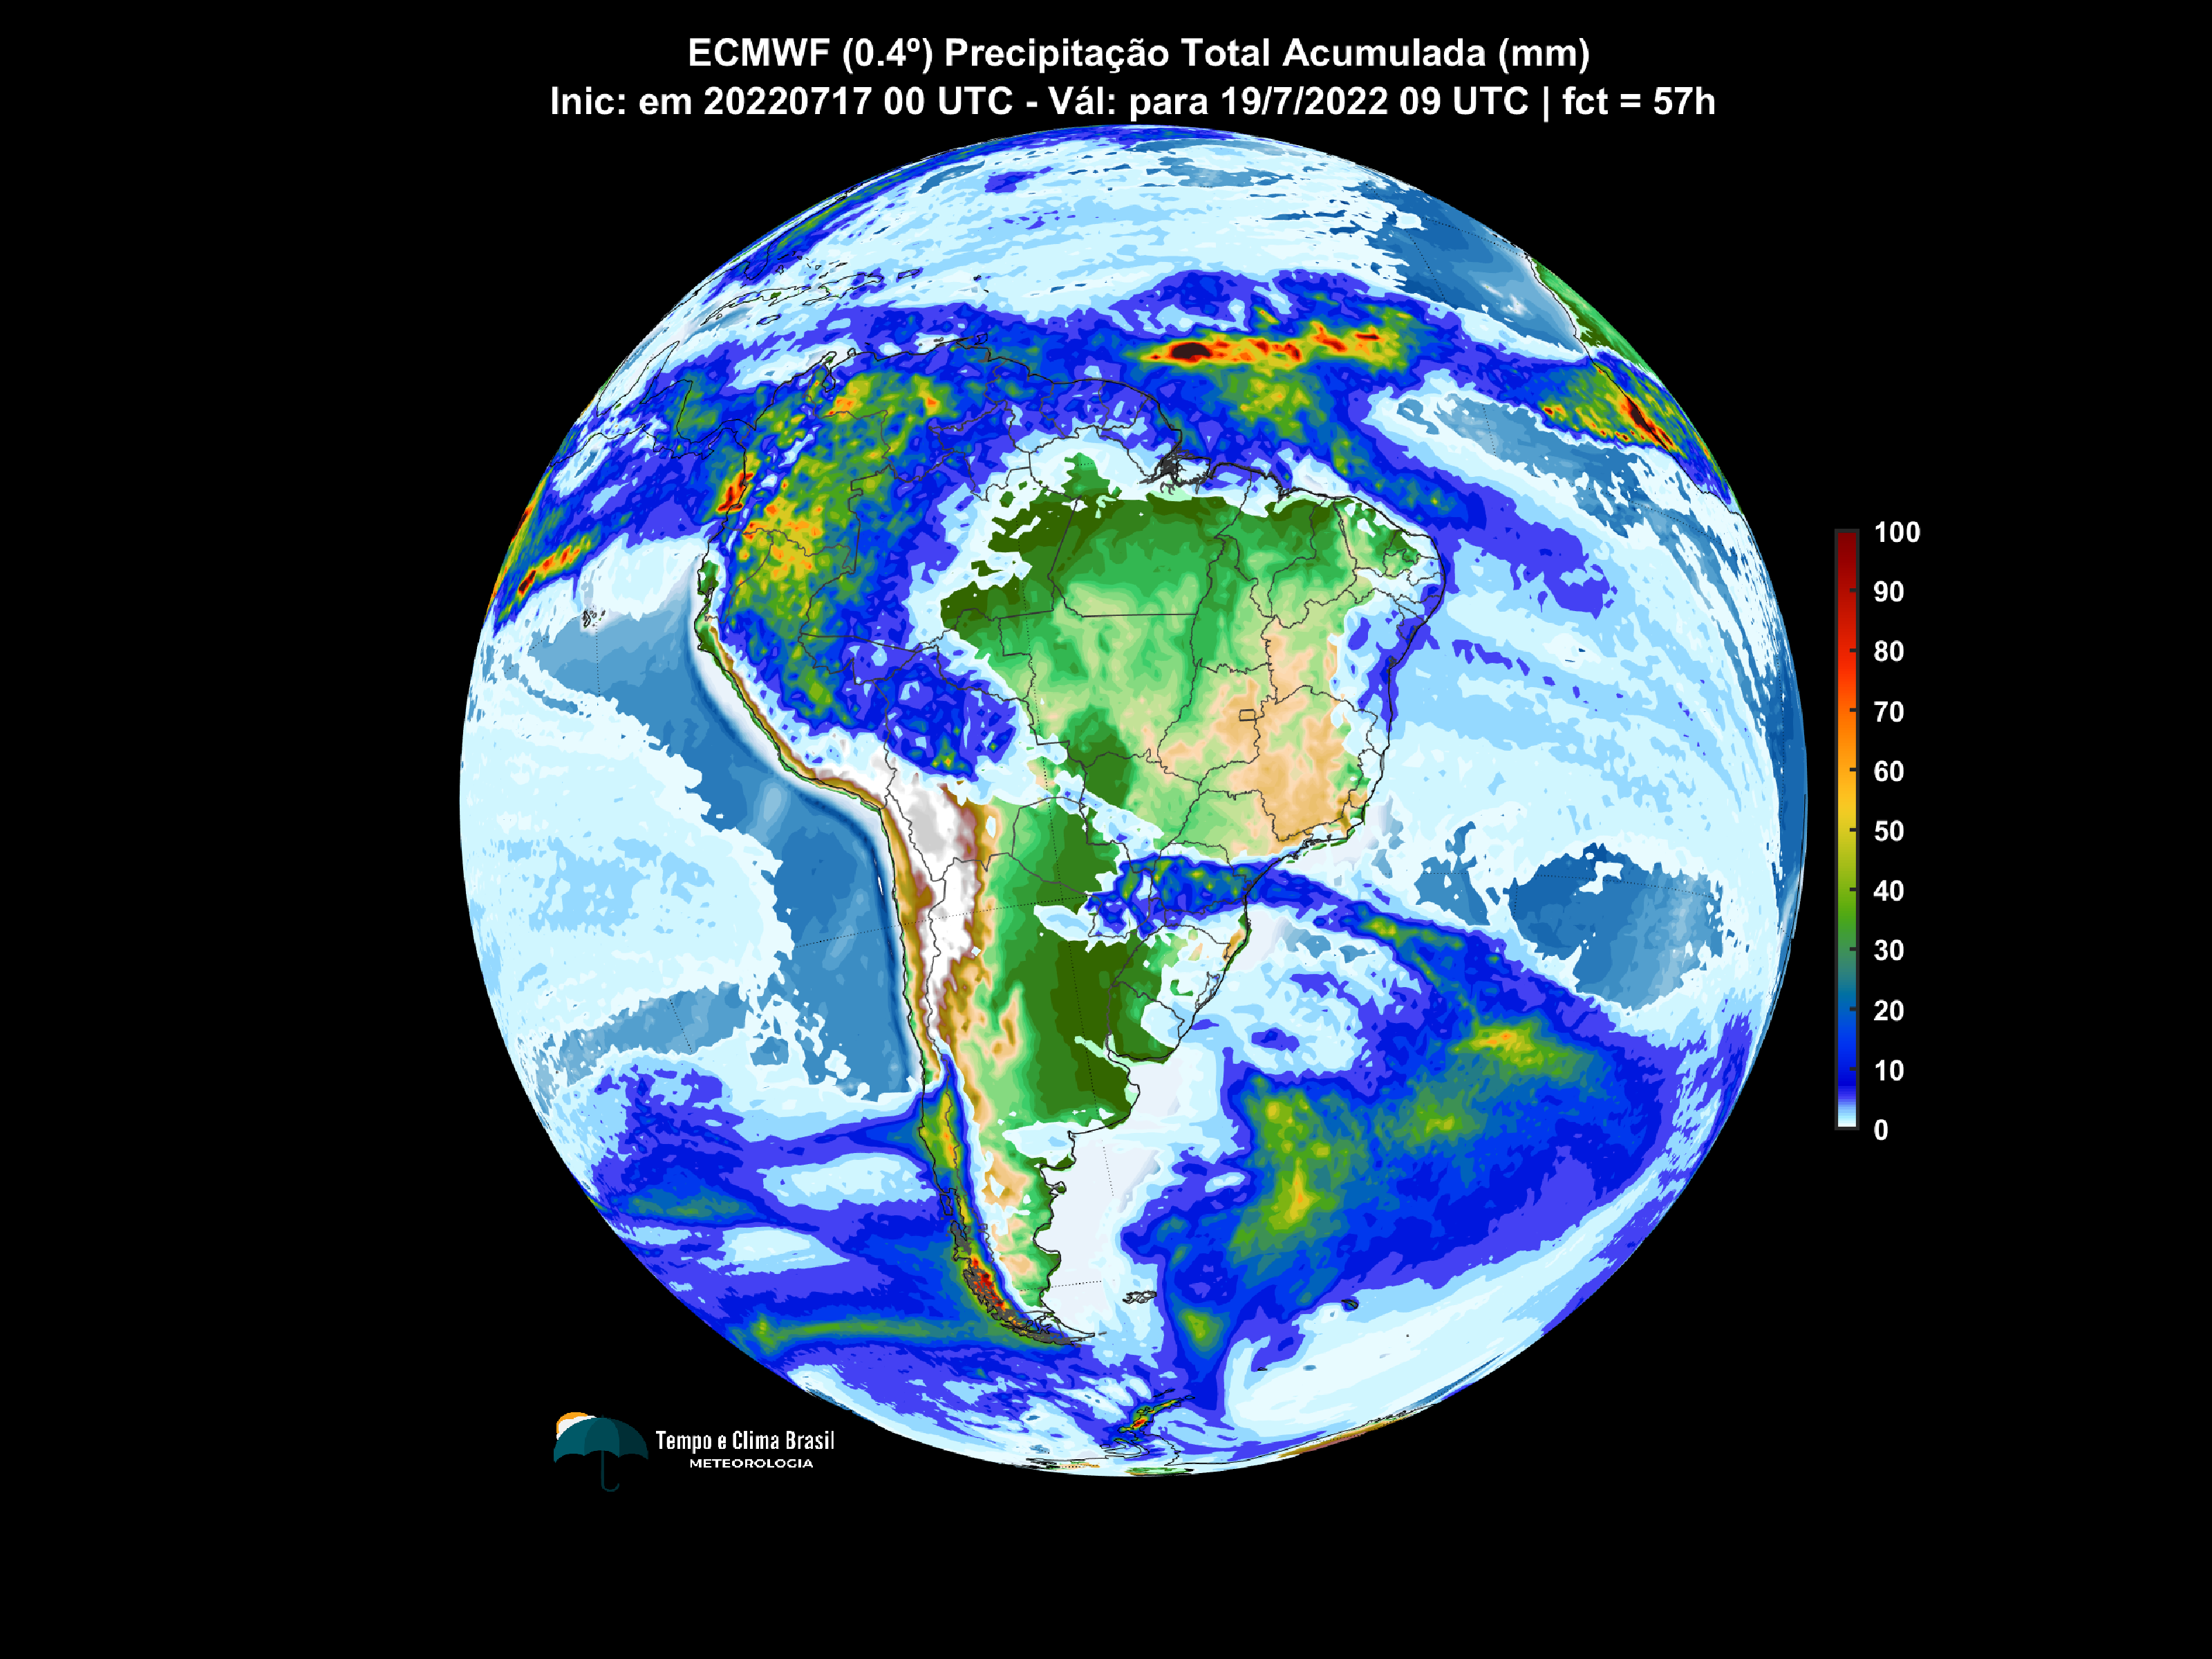 ECMWF (0.4º) Precipitação Total Acumulada (mm)
Inic: em 20220717 00 UTC - Vál: para 19/7/2022 09 UTC | fct = 57h
100
90
80
70
60
50
40
30
20
10
0
Tempo e Clima Brasil
METEOROLOGIA